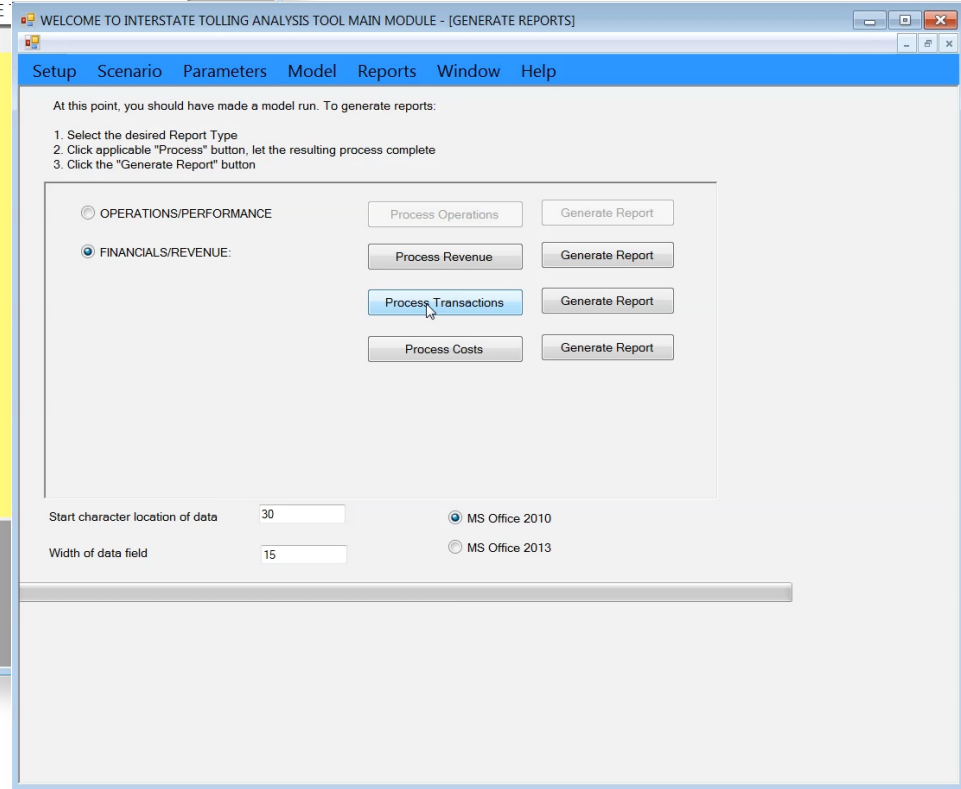 WELCOME TO INTERSTATE TOLLING ANALYSIS TOOL MAIN MODULE - [GENERATE REPORTS]
Setup Scenario Parameters Model Reports Window Help
At this point, you should have made a model run. To generate reports:
1. Select the desired Report Type
2. Click applicable "Process" button, let the resulting process complete
3. Click the "Generate Report" button
OPERATIONS/PERFORMANCE Process Operations Generate Report
FINANCIALS/REVENUE: Process Revenue Generate Report
Process Transactions Generate Report
Process Costs Generate Report
Start character location of data 30 MS Office 2010
Width of data field 15 MS Office 2013